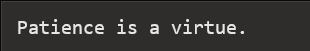 Patience is a virtue.